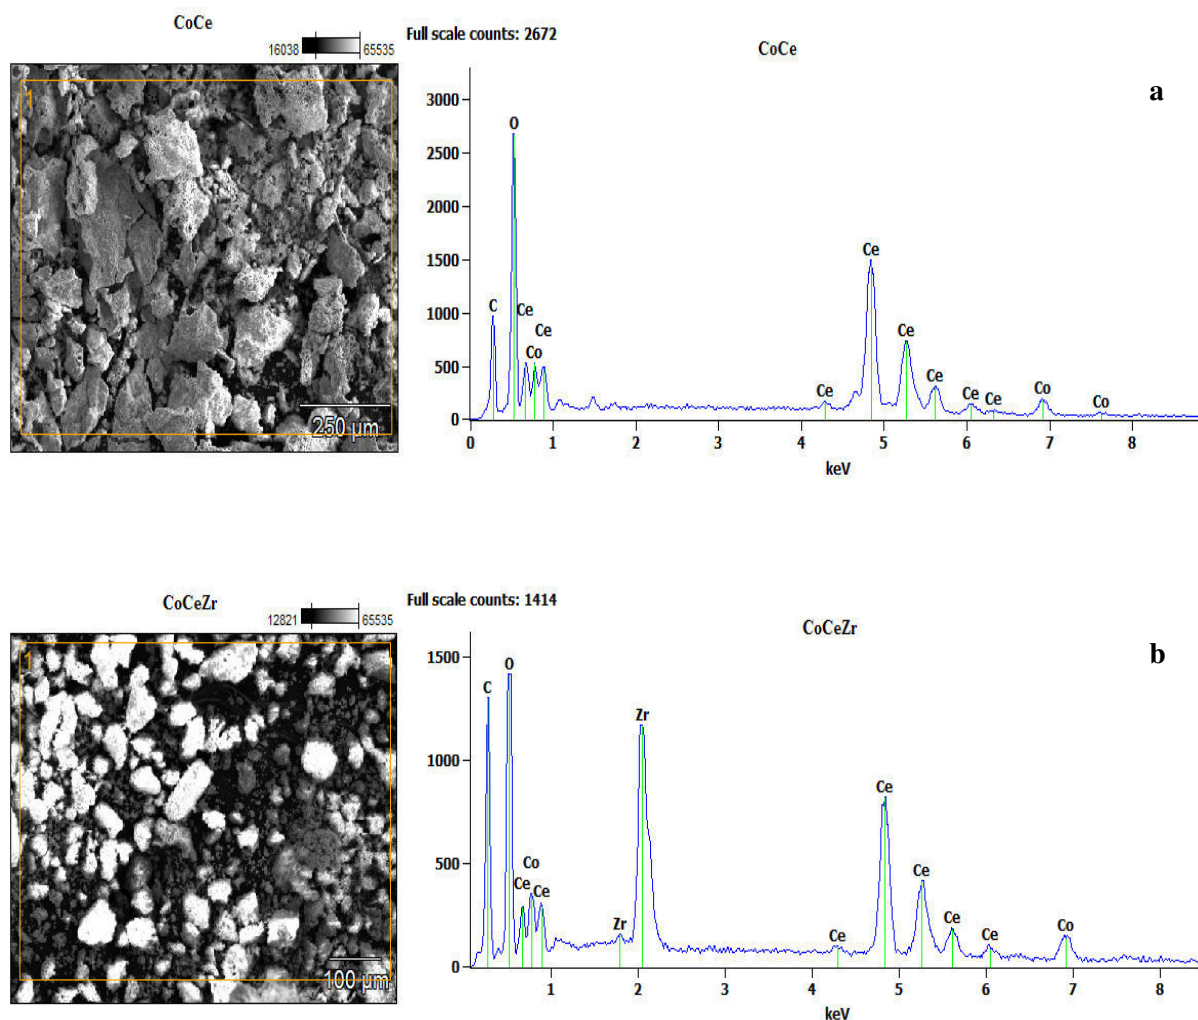 CoCe
16038 65535
Full scale counts: 2672
CoCe
a
1
250 µm
3000
2500
2000
1500
1000
500
0
C
O
Ce
Co
Ce
Ce
Ce
Ce
Ce
Ce
Ce
Co
Co
0 1 2 3 4 5 6 7 8
keV
CoCeZr
12821 65535
Full scale counts: 1414
CoCeZr
b
1
100 µm
1500
1000
500
0
C
O
Ce
Co
Ce
Zr
Zr
Ce
Ce
Ce
Ce
Ce
Co
1 2 3 4 5 6 7 8
keV